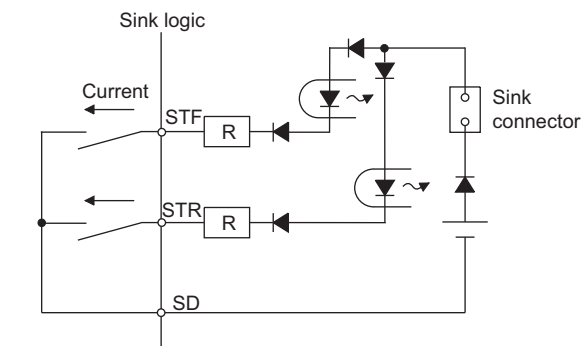 Sink logic
Current
STF
R
Sink
connector
STR
R
SD